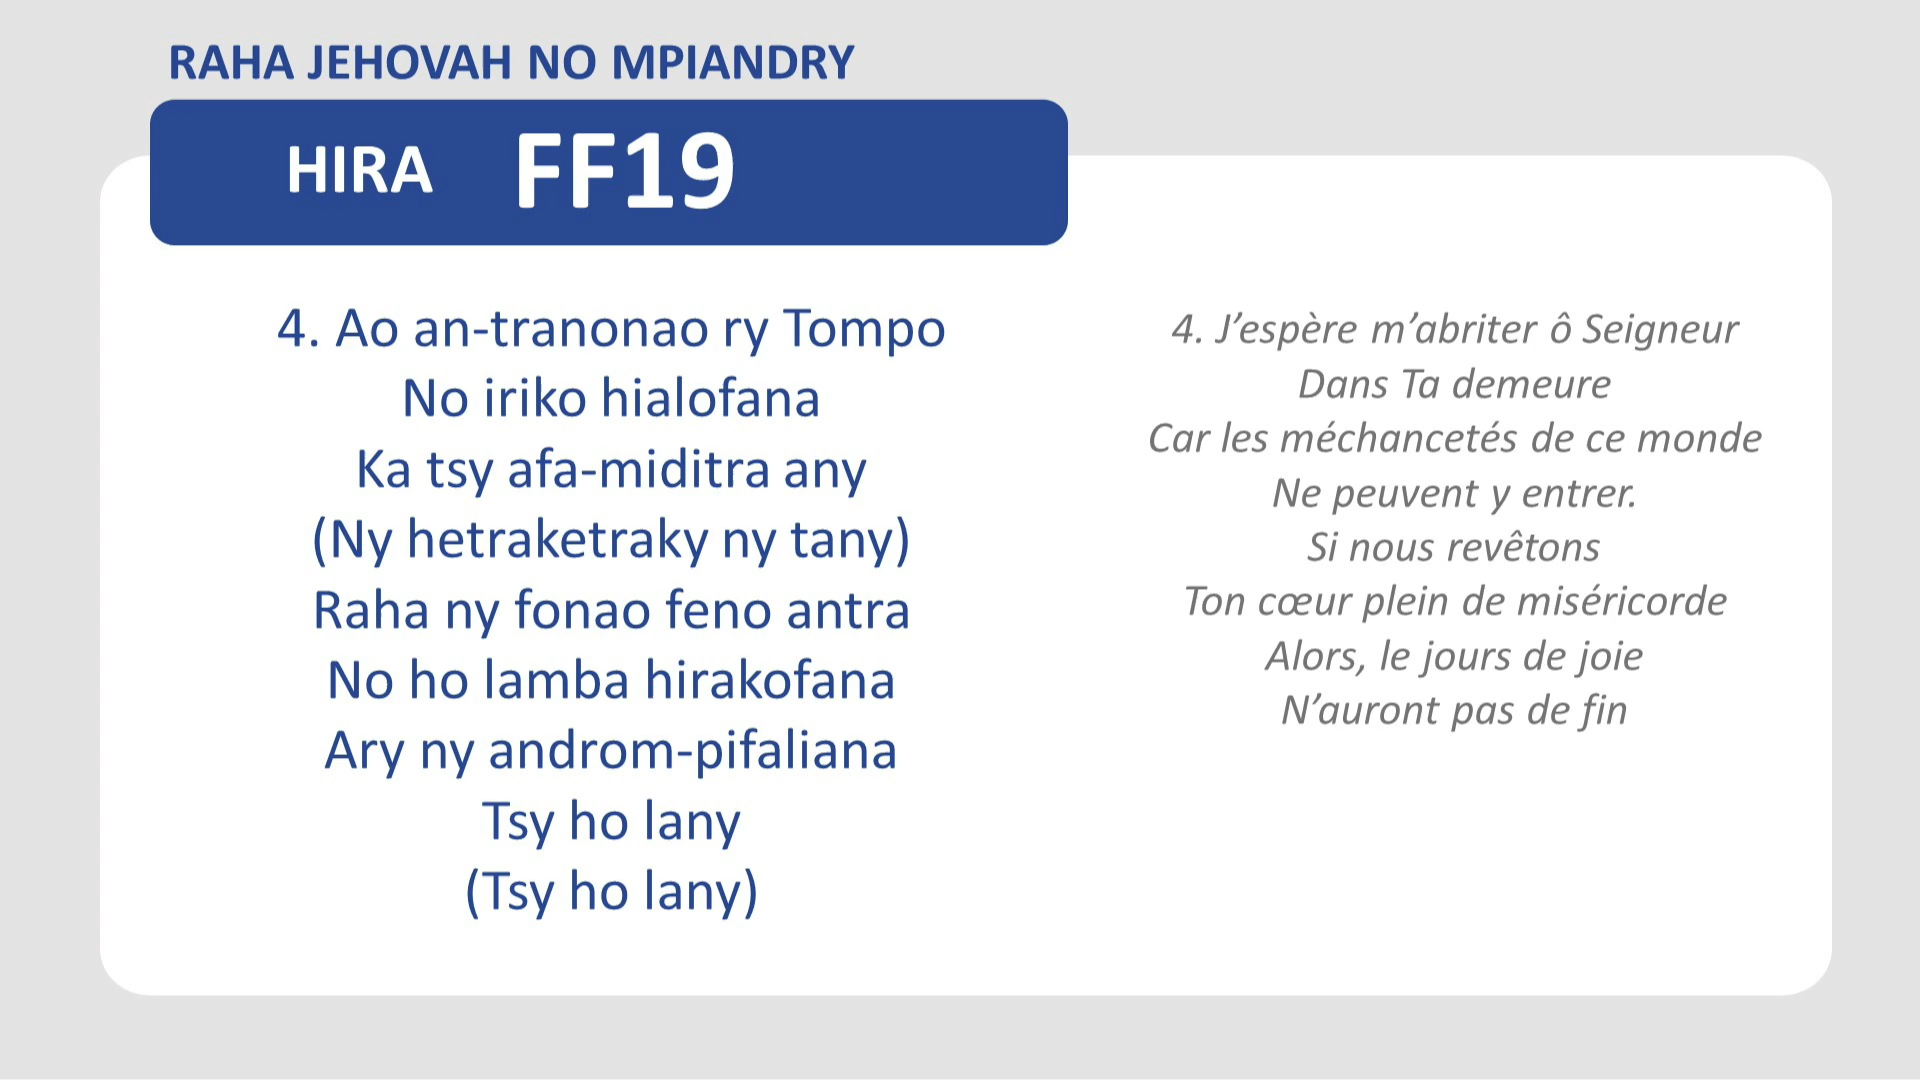 RAHA JEHOVAH NO MPIANDRY
HIRA FF19
4. Ao an-tranonao ry Tompo
No iriko hialofana
Ka tsy afa-miditra any
(Ny hetraketraky ny tany)
Raha ny fonao feno antra
No ho lamba hirakofana
Ary ny androm-pifaliana
Tsy ho lany
(Tsy ho lany)
4. J’espère m’abriter ô Seigneur
Dans Ta demeure
Car les méchancetés de ce monde
Ne peuvent y entrer.
Si nous revêtons
Ton cœur plein de miséricorde
Alors, le jours de joie
N’auront pas de fin